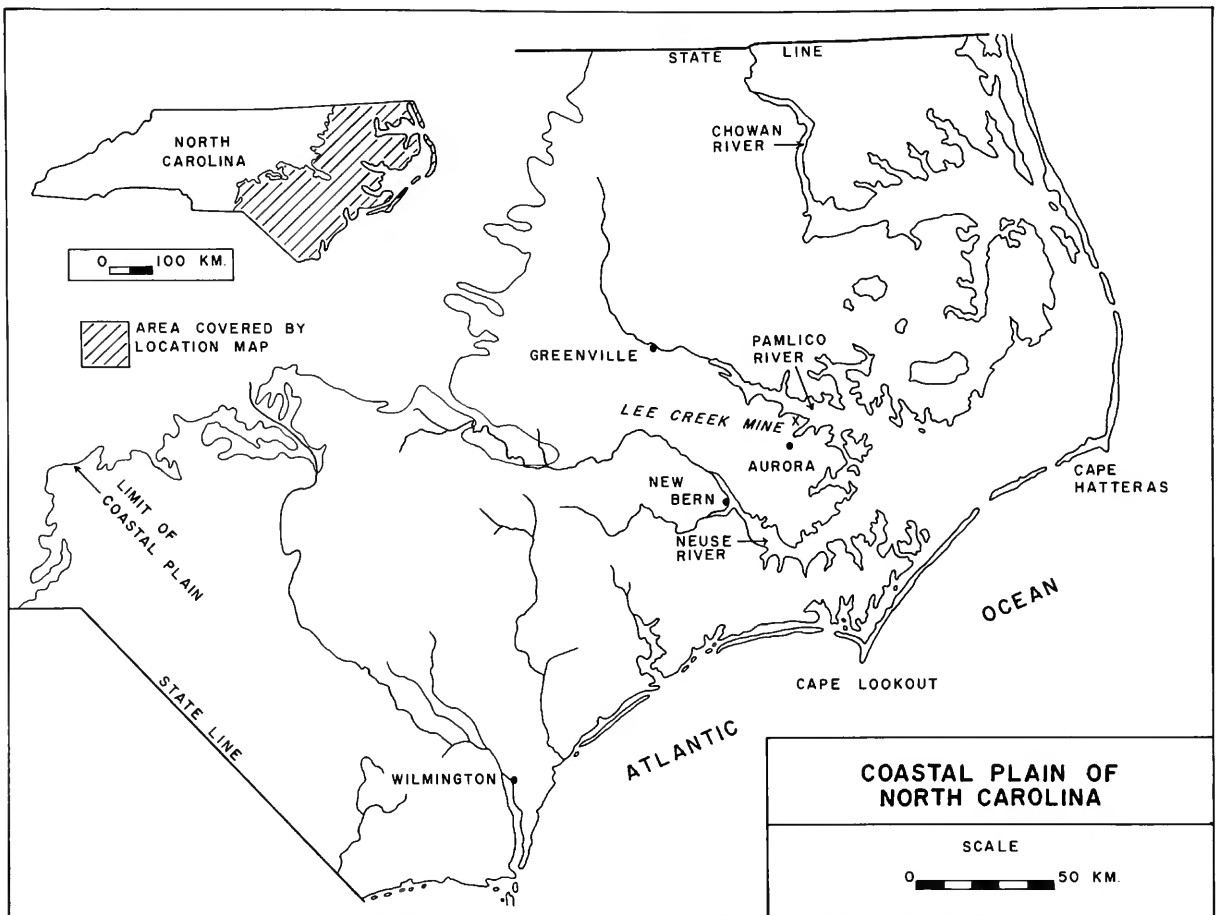 STATE LINE
NORTH
CAROLINA
CHOWAN
RIVER
0 100 KM.
AREA COVERED BY
LOCATION MAP
GREENVILLE
PAMLICO
RIVER
LEE CREEK MINE X
AURORA
CAPE
HATTERAS
NEW
BERN
NEUSE
RIVER
LIMIT OF
COASTAL PLAIN
OCEAN
CAPE LOOKOUT
STATE LINE
ATLANTIC
WILMINGTON
COASTAL PLAIN OF
NORTH CAROLINA
SCALE
0 50 KM.